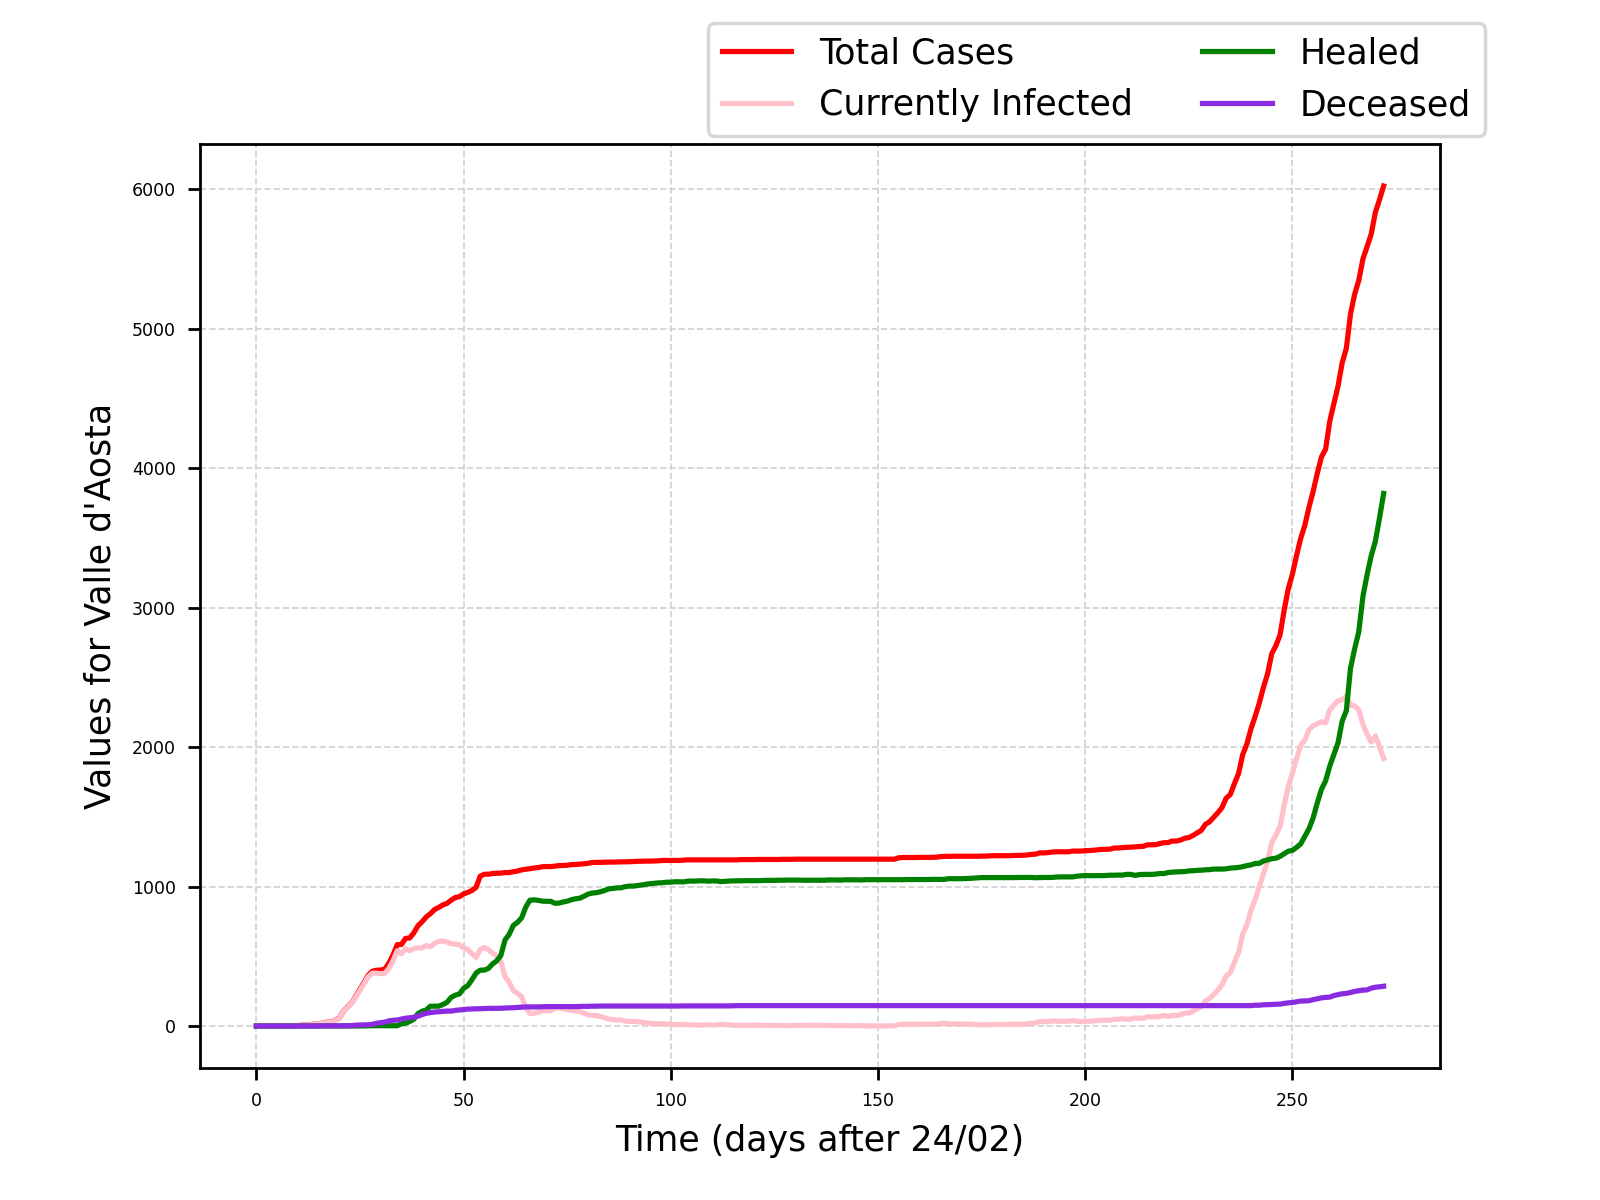 Total Cases
Currently Infected
Healed
Deceased
Values for Valle d'Aosta
6000
5000
4000
3000
2000
1000
0
0 50 100 150 200 250
Time (days after 24/02)